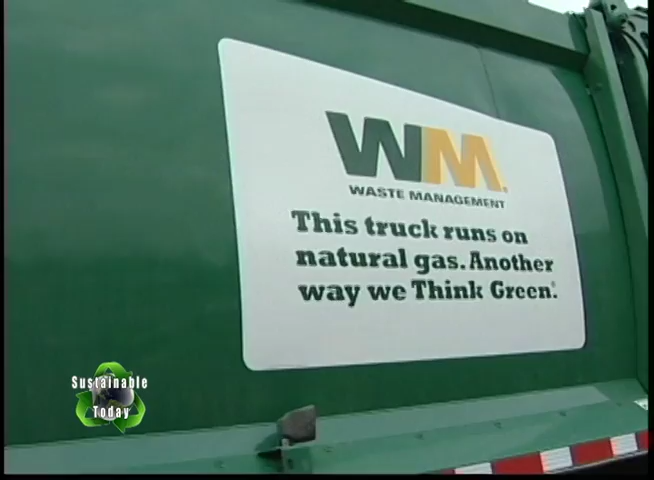 WM
WASTE MANAGEMENT
This truck runs on
natural gas. Another
way we Think Green.®
Sustainable
Today